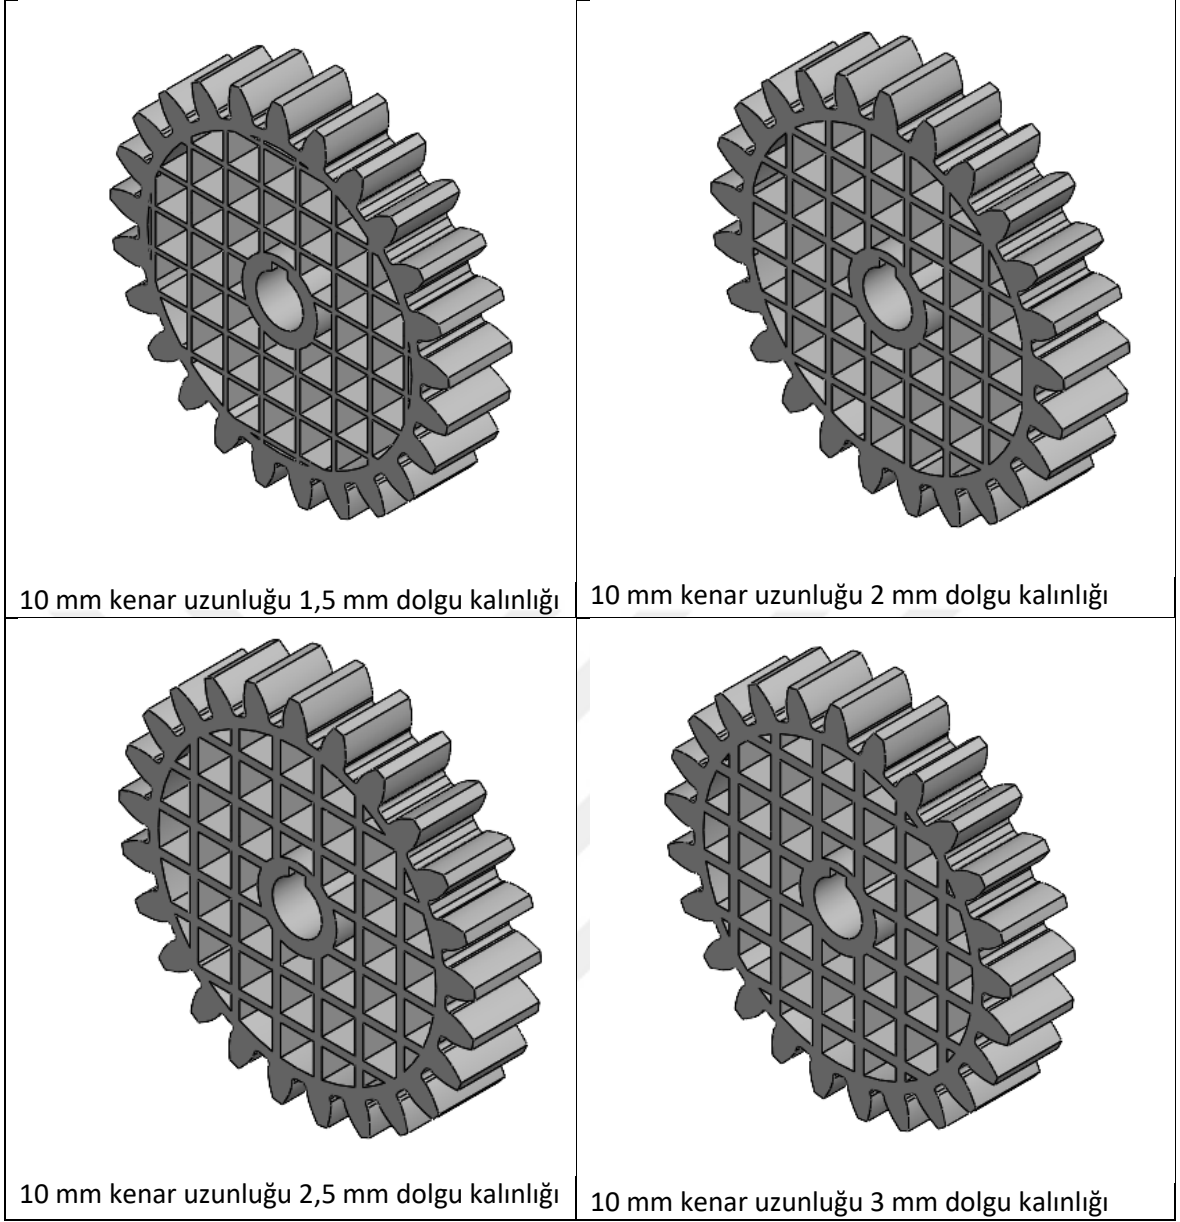 10 mm kenar uzunluğu 1,5 mm dolgu kalınlığı
10 mm kenar uzunluğu 2 mm dolgu kalınlığı
10 mm kenar uzunluğu 2,5 mm dolgu kalınlığı
10 mm kenar uzunluğu 3 mm dolgu kalınlığı